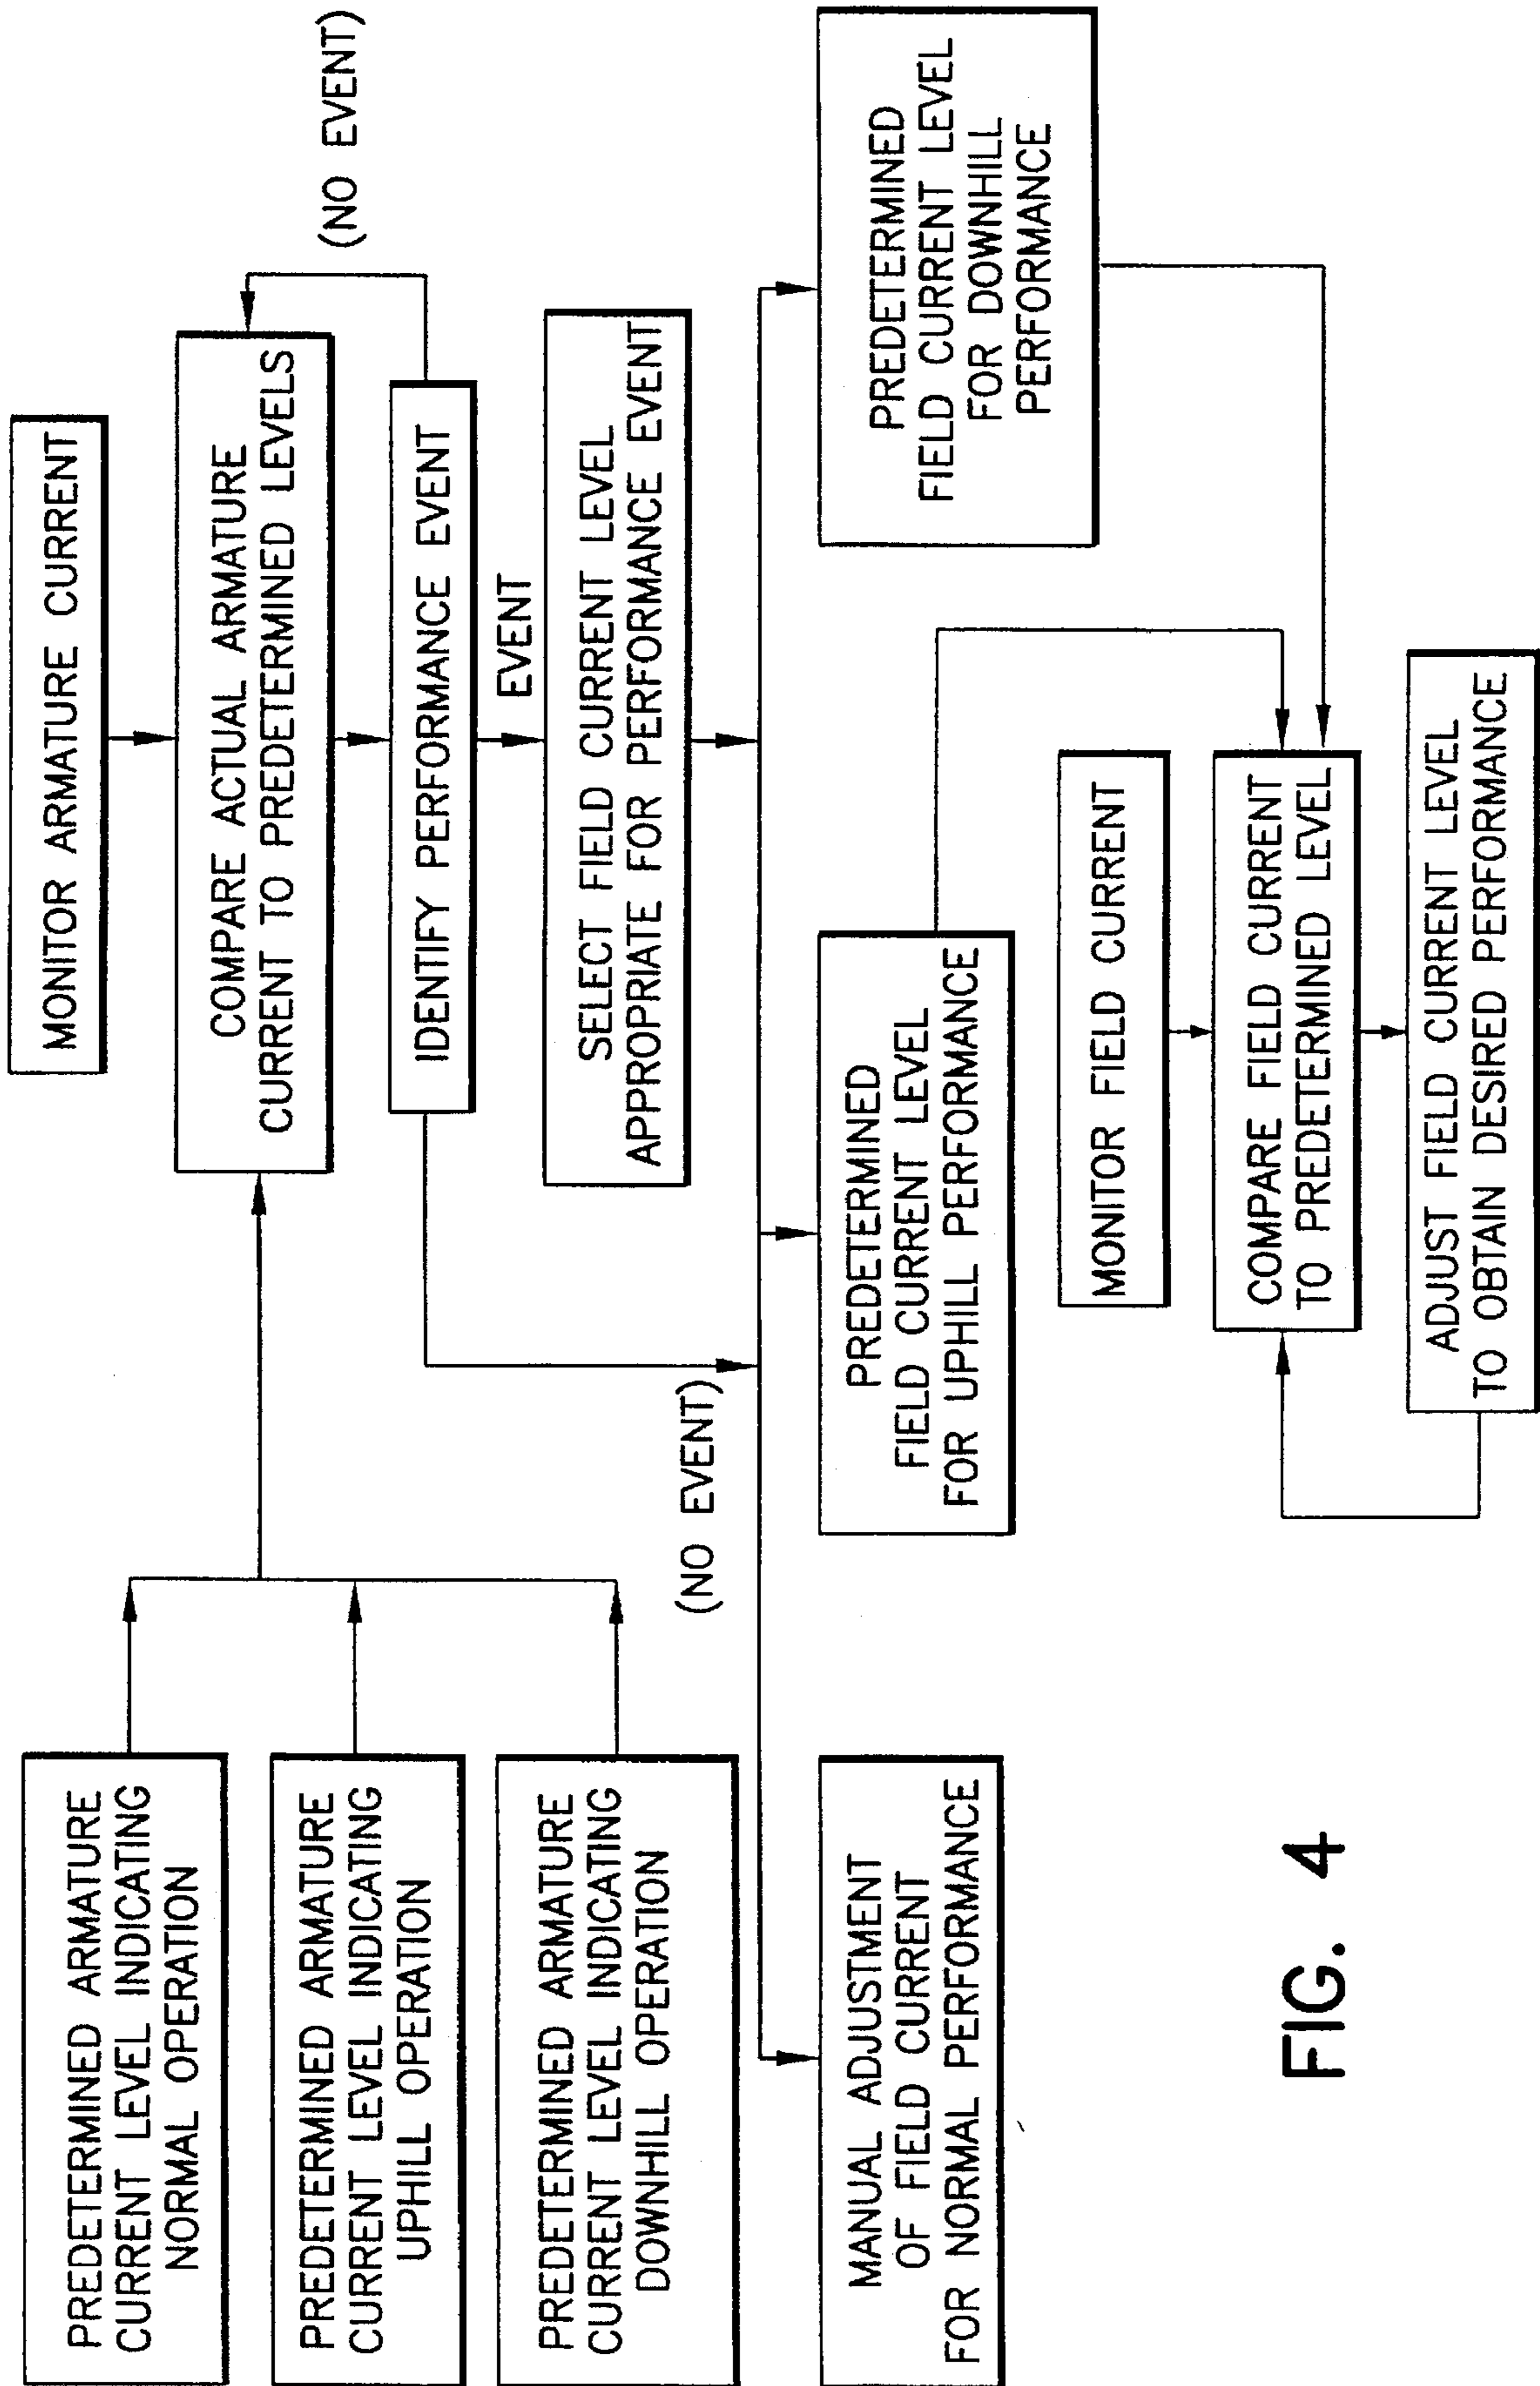 MONITOR ARMATURE CURRENT
PREDETERMINED ARMATURE
CURRENT LEVEL INDICATING
NORMAL OPERATION
COMPARE ACTUAL ARMATURE
CURRENT TO PREDETERMINED LEVELS
(NO EVENT)
PREDETERMINED ARMATURE
CURRENT LEVEL INDICATING
UPHILL OPERATION
IDENTIFY PERFORMANCE EVENT
EVENT
PREDETERMINED ARMATURE
CURRENT LEVEL INDICATING
DOWNHILL OPERATION
SELECT FIELD CURRENT LEVEL
APPROPRIATE FOR PERFORMANCE EVENT
(NO EVENT)
MANUAL ADJUSTMENT
OF FIELD CURRENT
FOR NORMAL PERFORMANCE
PREDETERMINED
FIELD CURRENT LEVEL
FOR UPHILL PERFORMANCE
PREDETERMINED
FIELD CURRENT LEVEL
FOR DOWNHILL
PERFORMANCE
MONITOR FIELD CURRENT
COMPARE FIELD CURRENT
TO PREDETERMINED LEVEL
ADJUST FIELD CURRENT LEVEL
TO OBTAIN DESIRED PERFORMANCE
FIG. 4